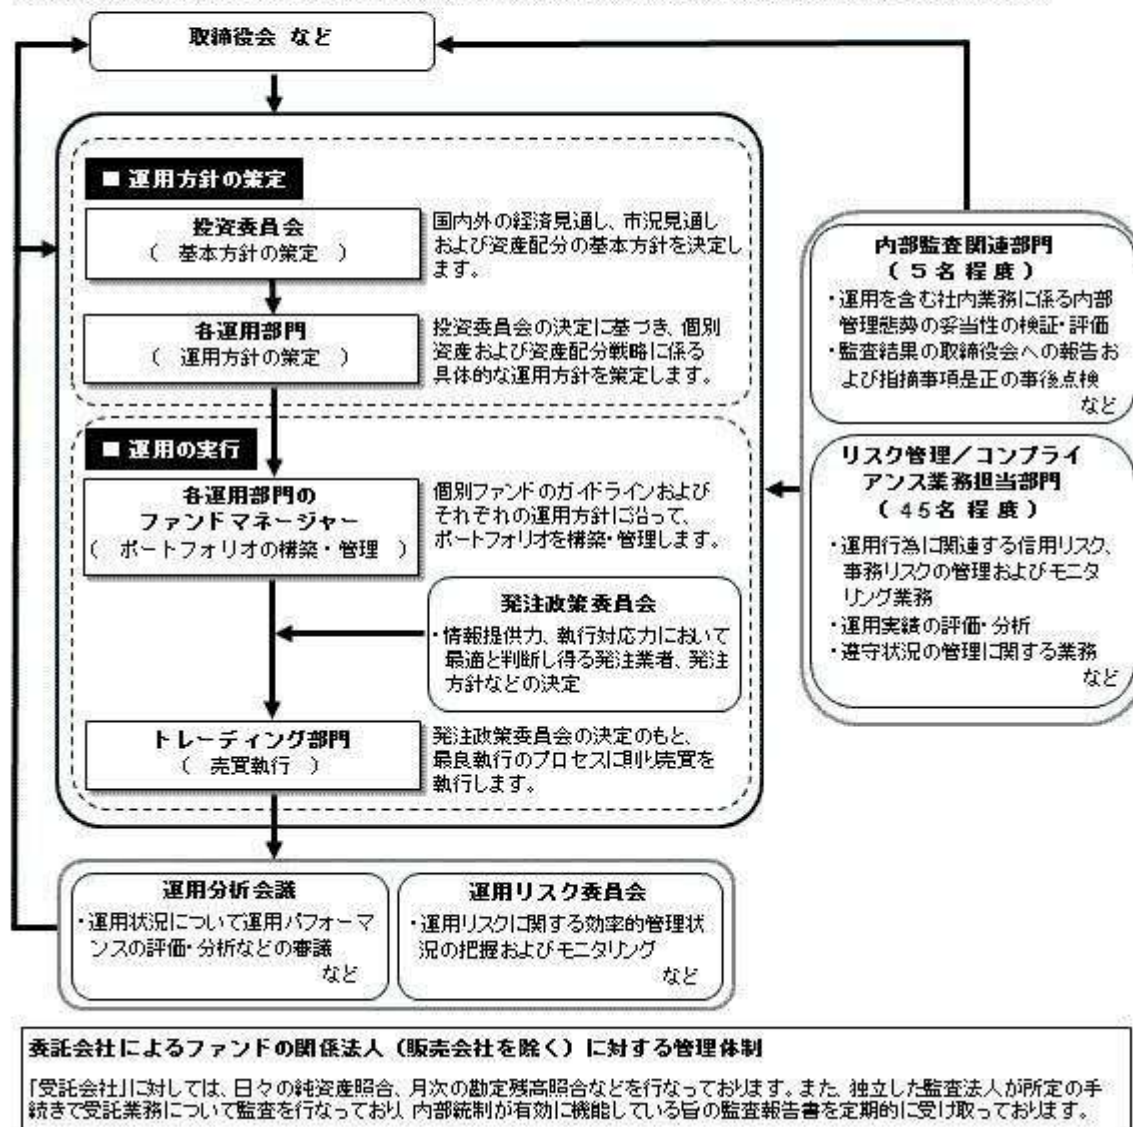 取締役会 など
■ 運用方針の策定
投資委員会
( 基本方針の策定 )
国内外の経済見通し、市況見通し
および資産配分の基本方針を決定し
ます。
各運用部門
( 運用方針の策定 )
投資委員会の決定に基づき、個別
資産および資産配分戦略に係る
具体的な運用方針を策定します。
■ 運用の実行
各運用部門の
ファンドマネージャー
( ポートフォリオの構築・管理 )
個別ファンドのガイドラインおよび
それぞれの運用方針に沿って、
ポートフォリオを構築・管理します。
発注政策委員会
・情報提供力、執行対応力において
最適と判断し得る発注業者、発注
方針などの決定
トレーディング部門
( 売買執行 )
発注政策委員会の決定のもと、
最良執行のプロセスに則り売買を
執行します。
内部監査関連部門
(5名程度)
・運用を含む社内業務に係る内部
管理態勢の妥当性の検証・評価
・監査結果の取締役会への報告お
よび指摘事項是正の事後点検
など
リスク管理/コンプライ
アンス業務担当部門
(45名程度)
・運用行為に関連する信用リスク、
事務リスクの管理およびモニタ
リング業務
・運用実績の評価・分析
・遵守状況の管理に関する業務
など
運用分析会議
・運用状況について運用パフォーマ
ンスの評価・分析などの審議
など
運用リスク委員会
・運用リスクに関する効率的管理状
況の把握およびモニタリング
など
委託会社によるファンドの関係法人(販売会社を除く)に対する管理体制
「受託会社」に対しては、日々の純資産照合、月次の勘定残高照合などを行なっております。また、独立した監査法人が所定の手
続きで受託業務について監査を行なっており、内部統制が有効に機能している旨の監査報告書を定期的に受け取っております。